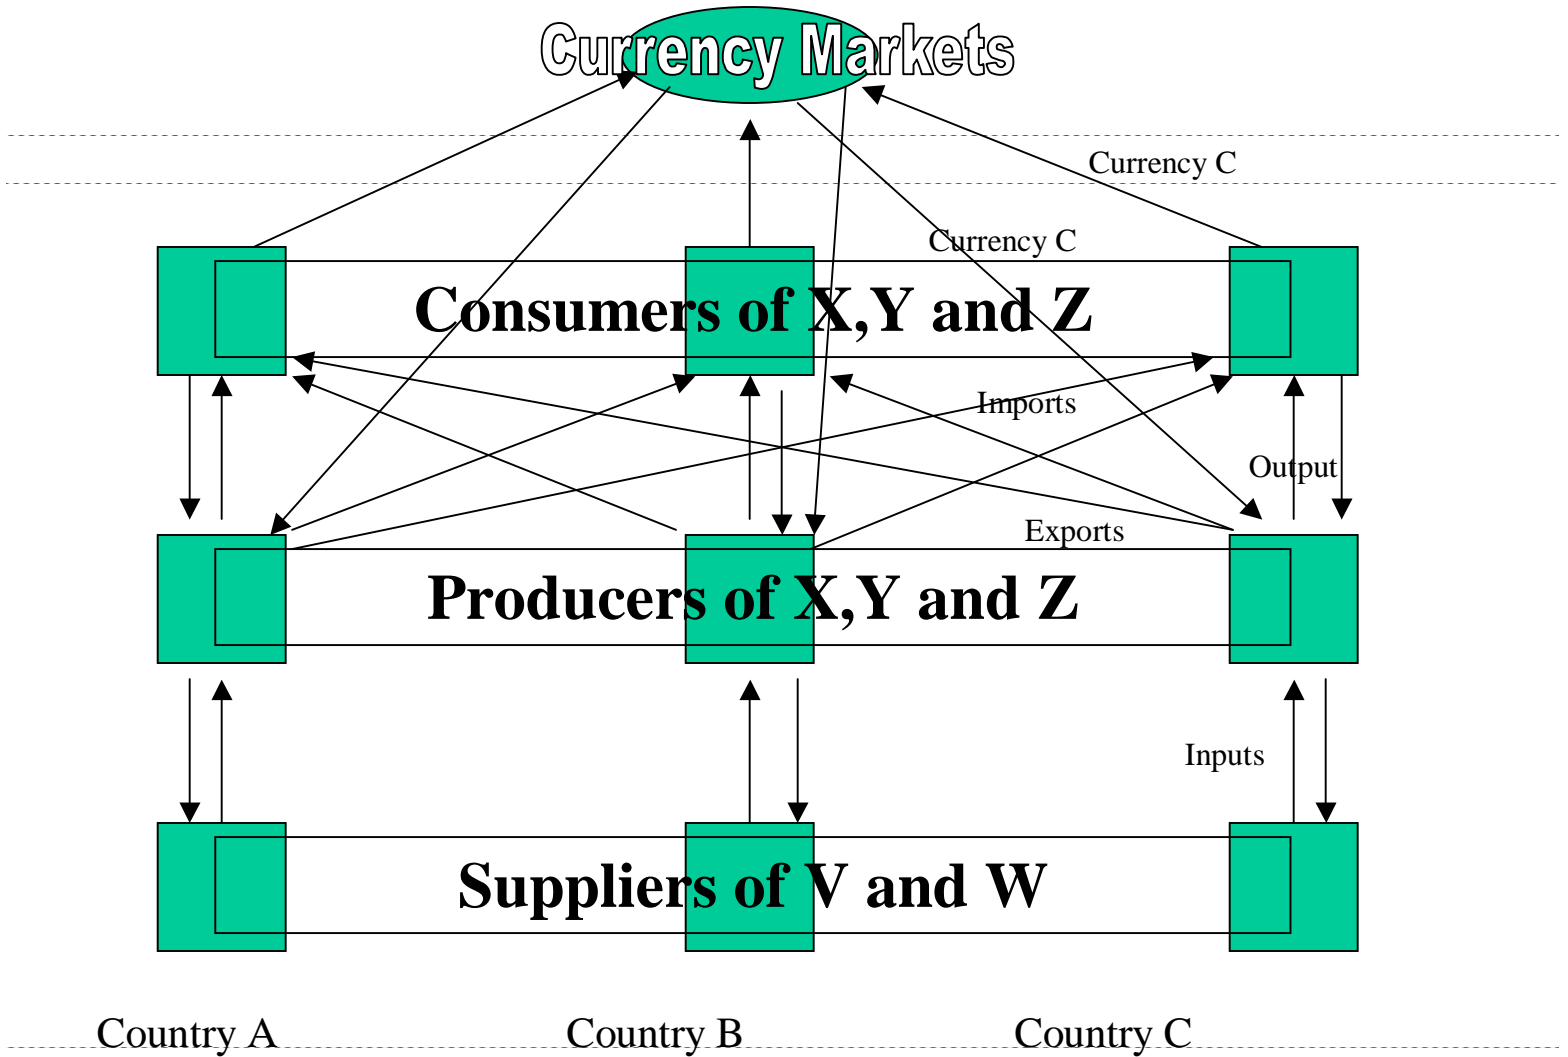 Currency Markets
Currency C
Currency C
Consumers of X,Y and Z
Imports
Output
Exports
Producers of X,Y and Z
Inputs
Suppliers of V and W
Country A
Country B
Country C